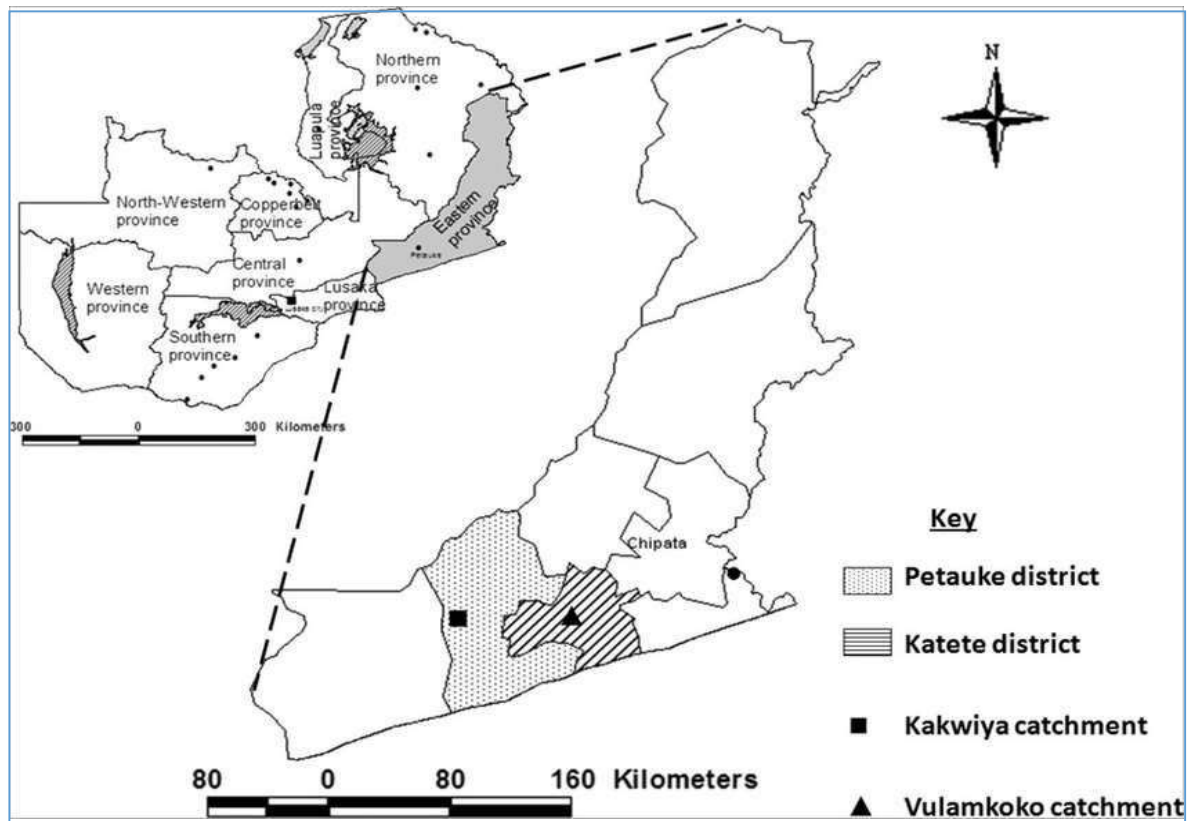 Northern
province
Luapula
province
North-Western
province
Copperbelt
province
Eastern
province
Petauke
Central
province
Western
province
Lusaka
province
Southern
province
300 0 300 Kilometers
N
Chipata
Key
Petauke district
Katete district
Kakwiya catchment
Vulamkoko catchment
80 0 80 160 Kilometers